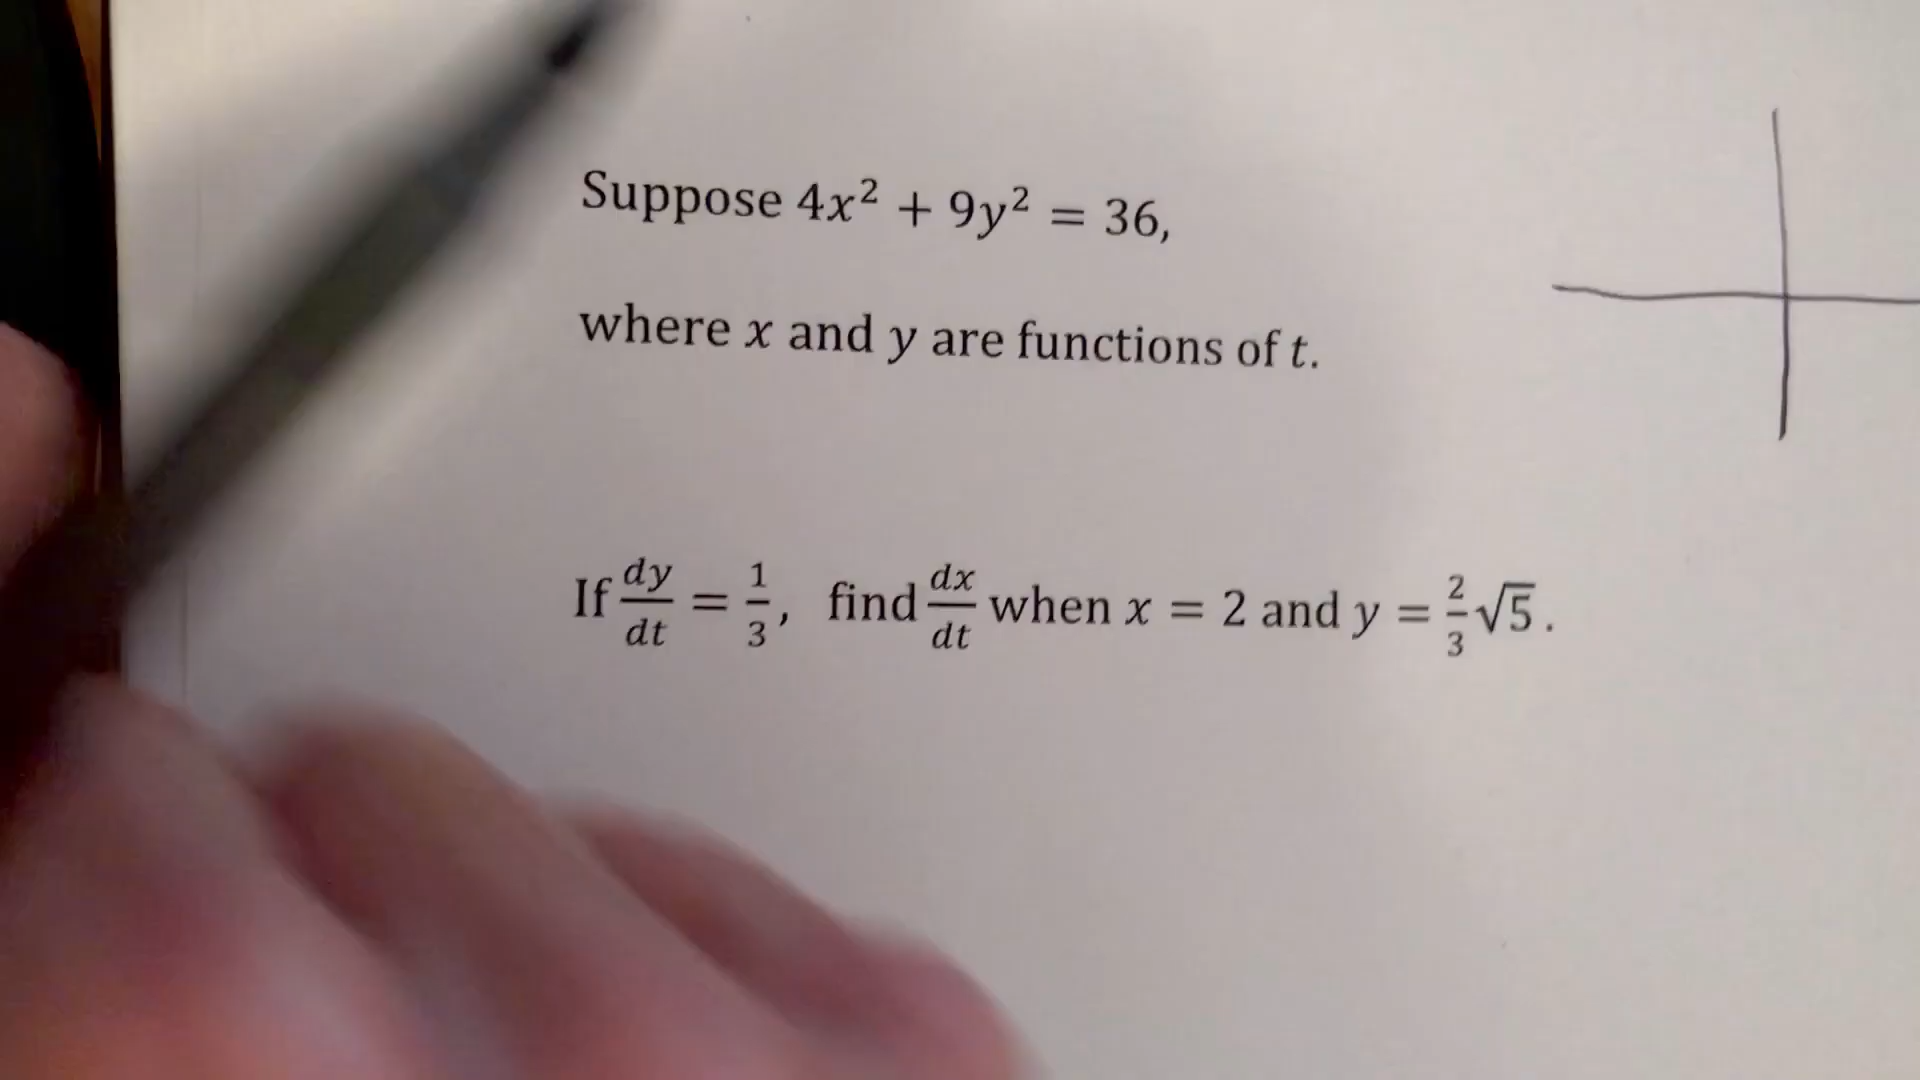 Suppose 4x² + 9y² = 36,
where x and y are functions of t.
If dy/dt = 1/3, find dx/dt when x = 2 and y = 2/3 √5 .